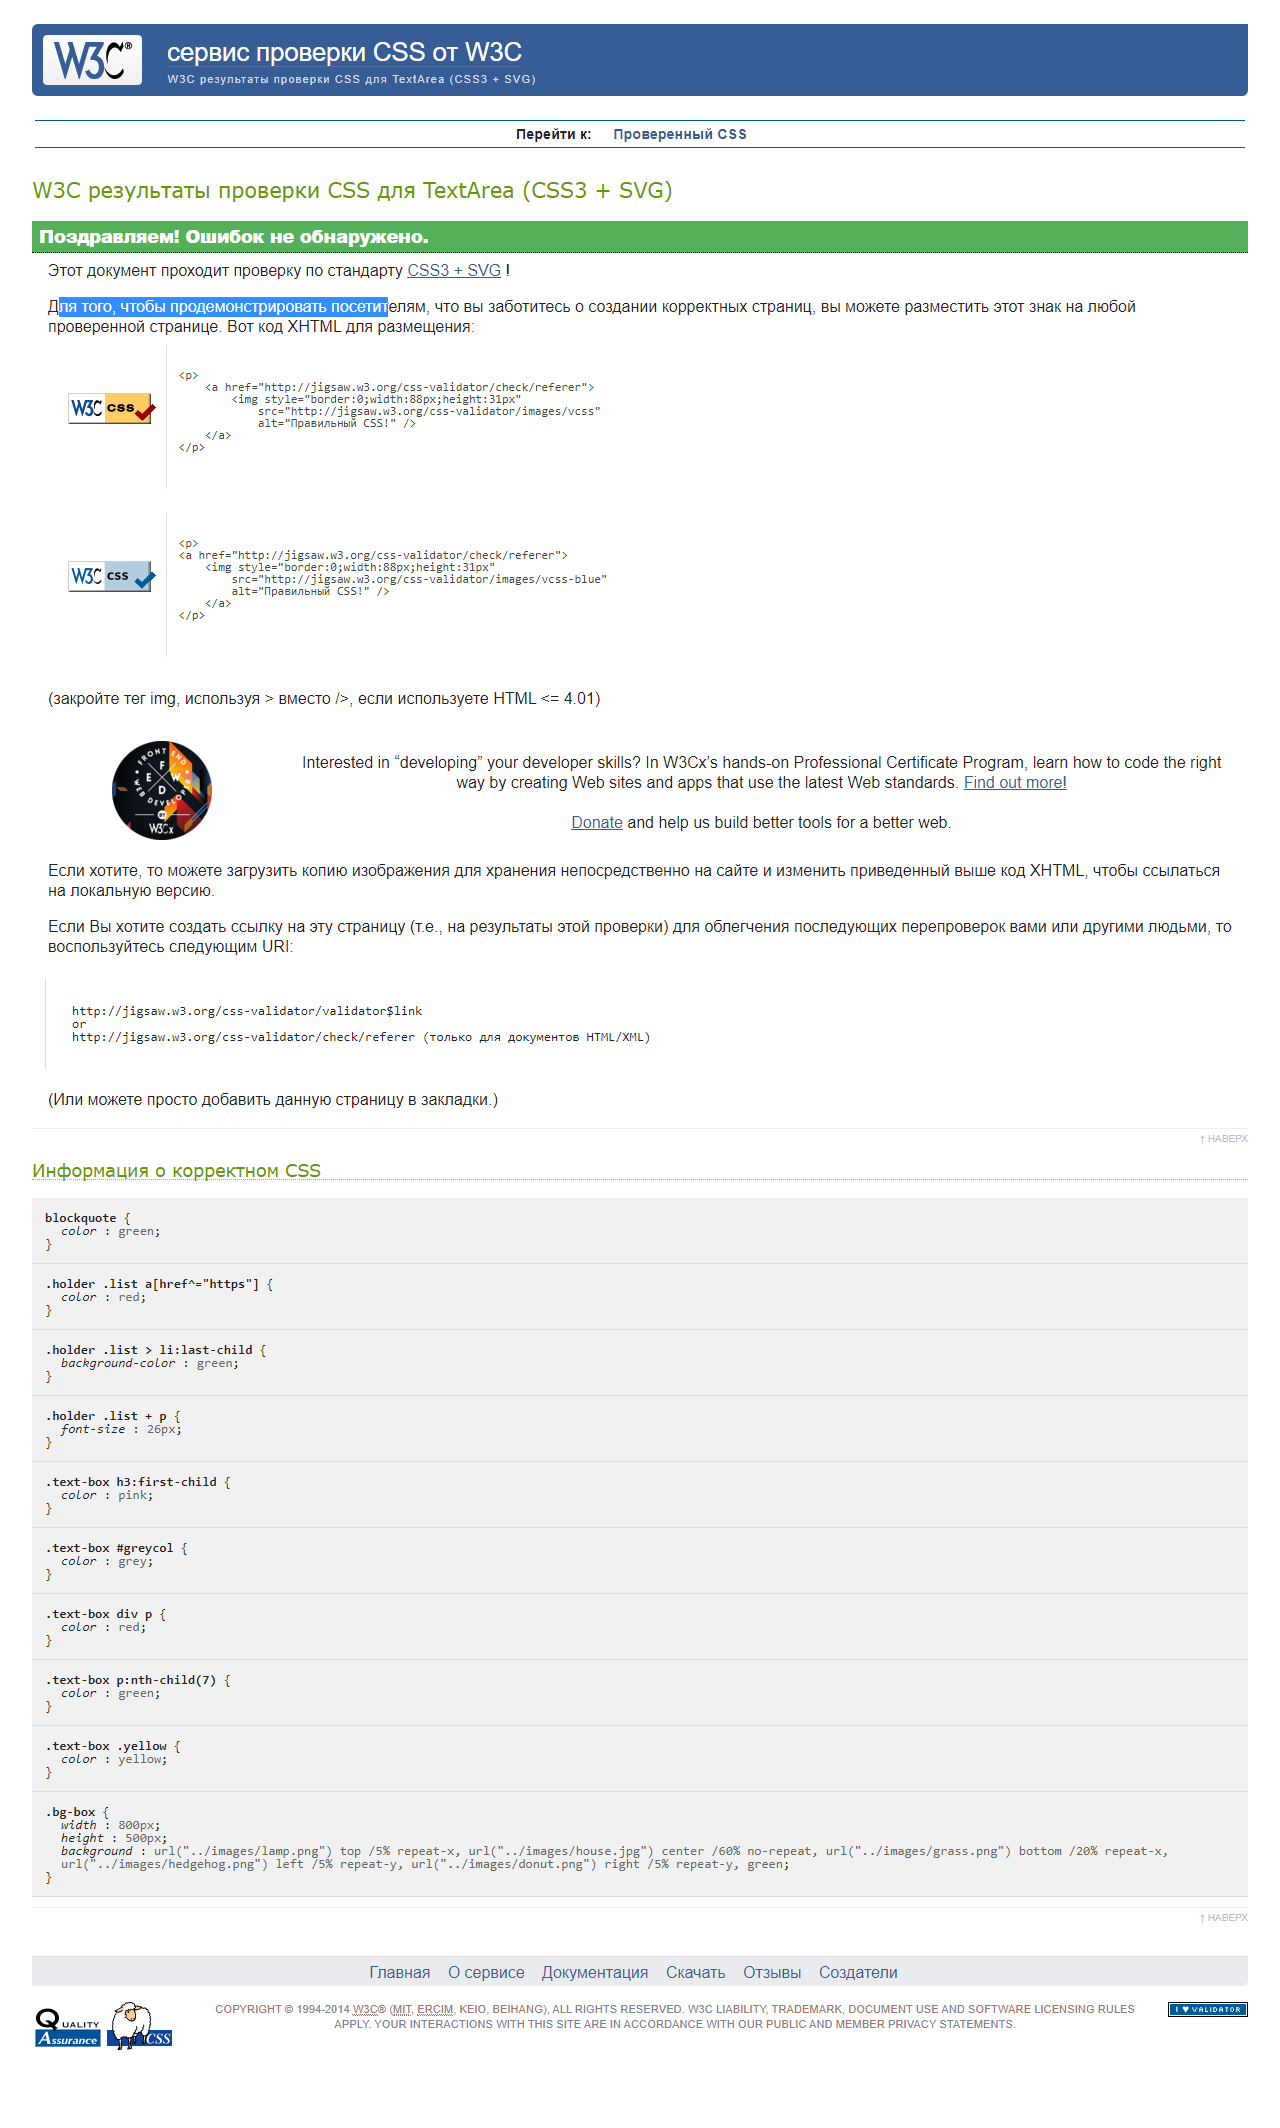 W3C®
сервис проверки CSS от W3C
W3C результаты проверки CSS для TextArea (CSS3 + SVG)
Перейти к: Проверенный CSS
W3C результаты проверки CSS для TextArea (CSS3 + SVG)
Поздравляем! Ошибок не обнаружено.
Этот документ проходит проверку по стандарту CSS3 + SVG !
Для того, чтобы продемонстрировать посетителям, что вы заботитесь о создании корректных страниц, вы можете разместить этот знак на любой
проверенной странице. Вот код XHTML для размещения:
W3C css
<p>
<a href="http://jigsaw.w3.org/css-validator/check/referer">
<img style="border:0;width:88px;height:31px"
src="http://jigsaw.w3.org/css-validator/images/vcss"
alt="Правильный CSS!" />
</a>
</p>
W3C css
<p>
<a href="http://jigsaw.w3.org/css-validator/check/referer">
<img style="border:0;width:88px;height:31px"
src="http://jigsaw.w3.org/css-validator/images/vcss-blue"
alt="Правильный CSS!" />
</a>
</p>
(закройте тег img, используя > вместо />, если используете HTML <= 4.01)
FRONT END
WEB DEVELOPER
W3Cx
Interested in “developing” your developer skills? In W3Cx’s hands-on Professional Certificate Program, learn how to code the right
way by creating Web sites and apps that use the latest Web standards. Find out more!
Donate and help us build better tools for a better web.
Если хотите, то можете загрузить копию изображения для хранения непосредственно на сайте и изменить приведенный выше код XHTML, чтобы ссылаться
на локальную версию.
Если Вы хотите создать ссылку на эту страницу (т.е., на результаты этой проверки) для облегчения последующих перепроверок вами или другими людьми, то
воспользуйтесь следующим URI:
http://jigsaw.w3.org/css-validator/validator$link
or
http://jigsaw.w3.org/css-validator/check/referer (только для документов HTML/XML)
(Или можете просто добавить данную страницу в закладки.)
↑ НАВЕРХ
Информация о корректном CSS
blockquote {
color : green;
}
.holder .list a[href^="https"] {
color : red;
}
.holder .list > li:last-child {
background-color : green;
}
.holder .list + p {
font-size : 26px;
}
.text-box h3:first-child {
color : pink;
}
.text-box #greycol {
color : grey;
}
.text-box div p {
color : red;
}
.text-box p:nth-child(7) {
color : green;
}
.text-box .yellow {
color : yellow;
}
.bg-box {
width : 800px;
height : 500px;
background : url("../images/lamp.png") top /5% repeat-x, url("../images/house.jpg") center /60% no-repeat, url("../images/grass.png") bottom /20% repeat-x,
url("../images/hedgehog.png") left /5% repeat-y, url("../images/donut.png") right /5% repeat-y, green;
}
↑ НАВЕРХ
Главная О сервисе Документация Скачать Отзывы Создатели
QUALITY
Assurance
CSS
COPYRIGHT © 1994-2014 W3C® (MIT, ERCIM, KEIO, BEIHANG), ALL RIGHTS RESERVED. W3C LIABILITY, TRADEMARK, DOCUMENT USE AND SOFTWARE LICENSING RULES
APPLY. YOUR INTERACTIONS WITH THIS SITE ARE IN ACCORDANCE WITH OUR PUBLIC AND MEMBER PRIVACY STATEMENTS.
I ♥ VALIDATOR